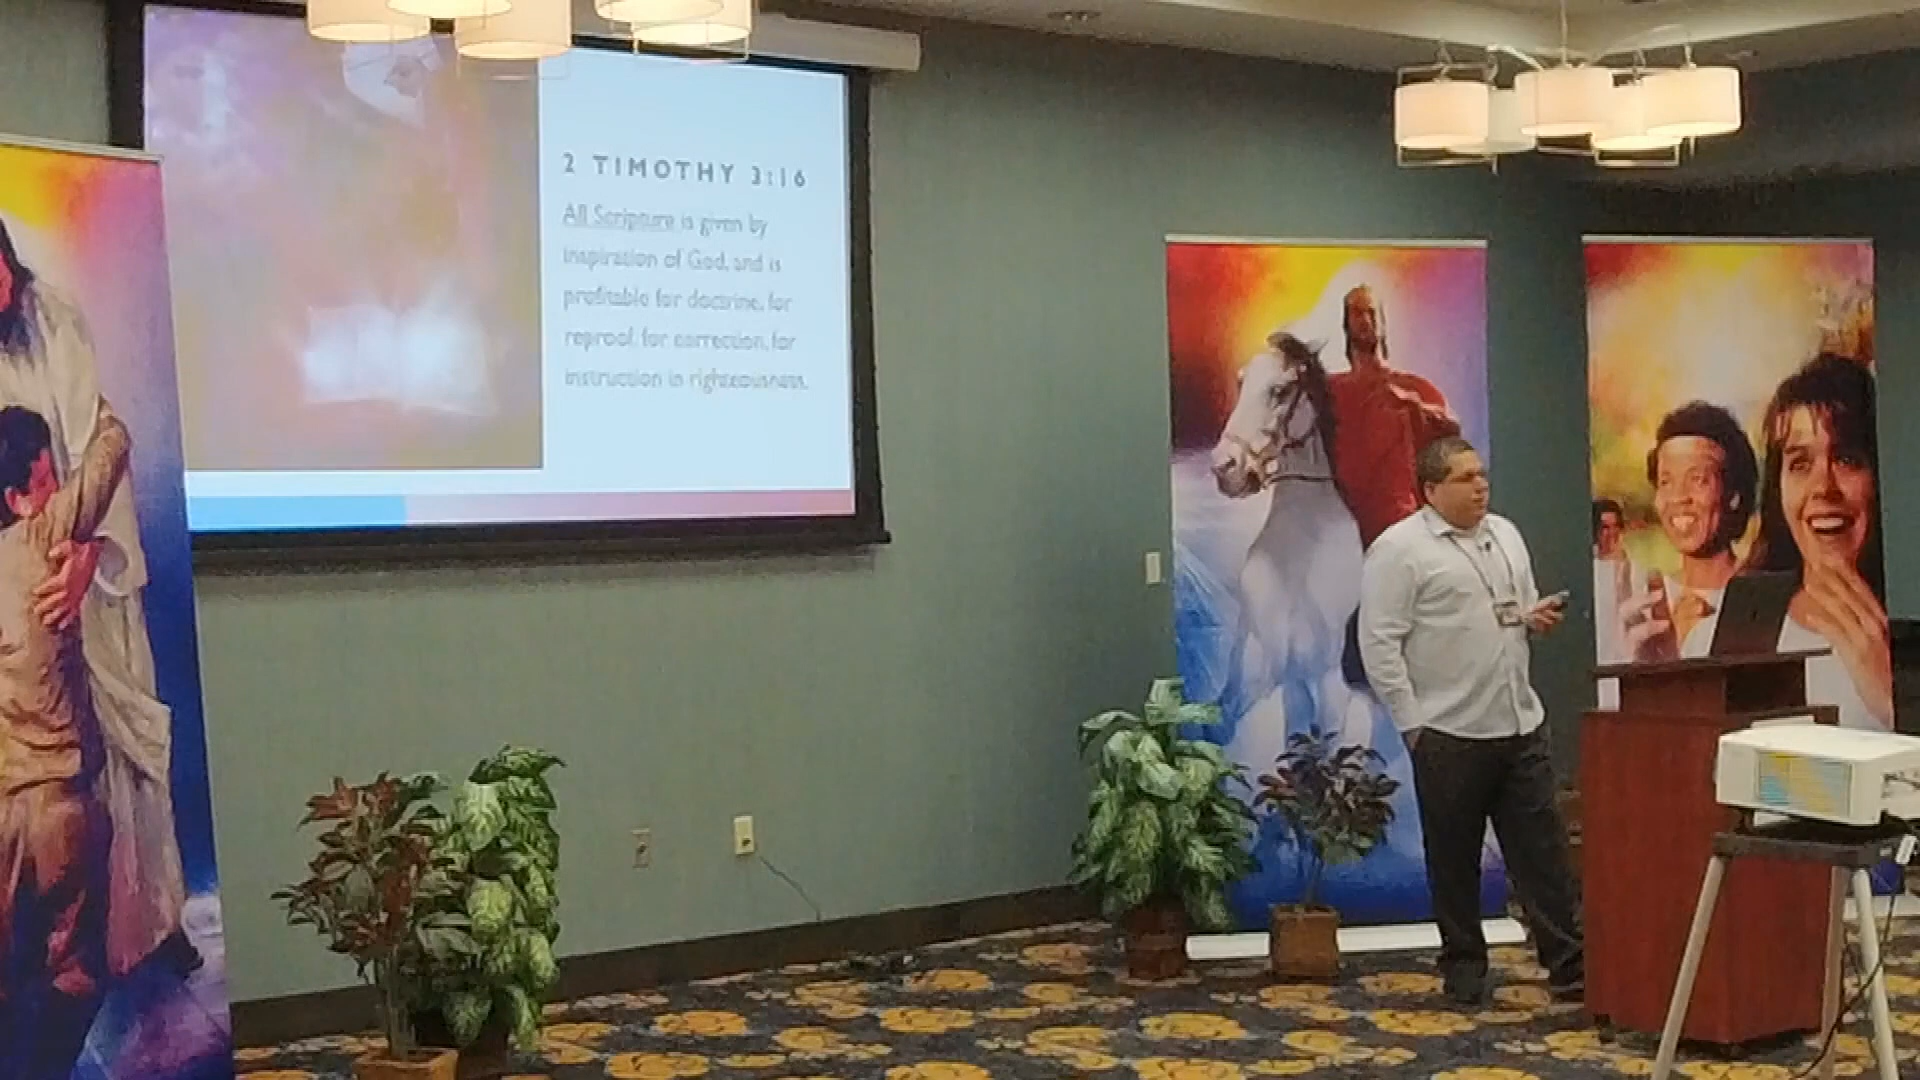 2 TIMOTHY 3:16
All Scripture is given by
inspiration of God, and is
profitable for doctrine, for
reproof, for correction, for
instruction in righteousness,